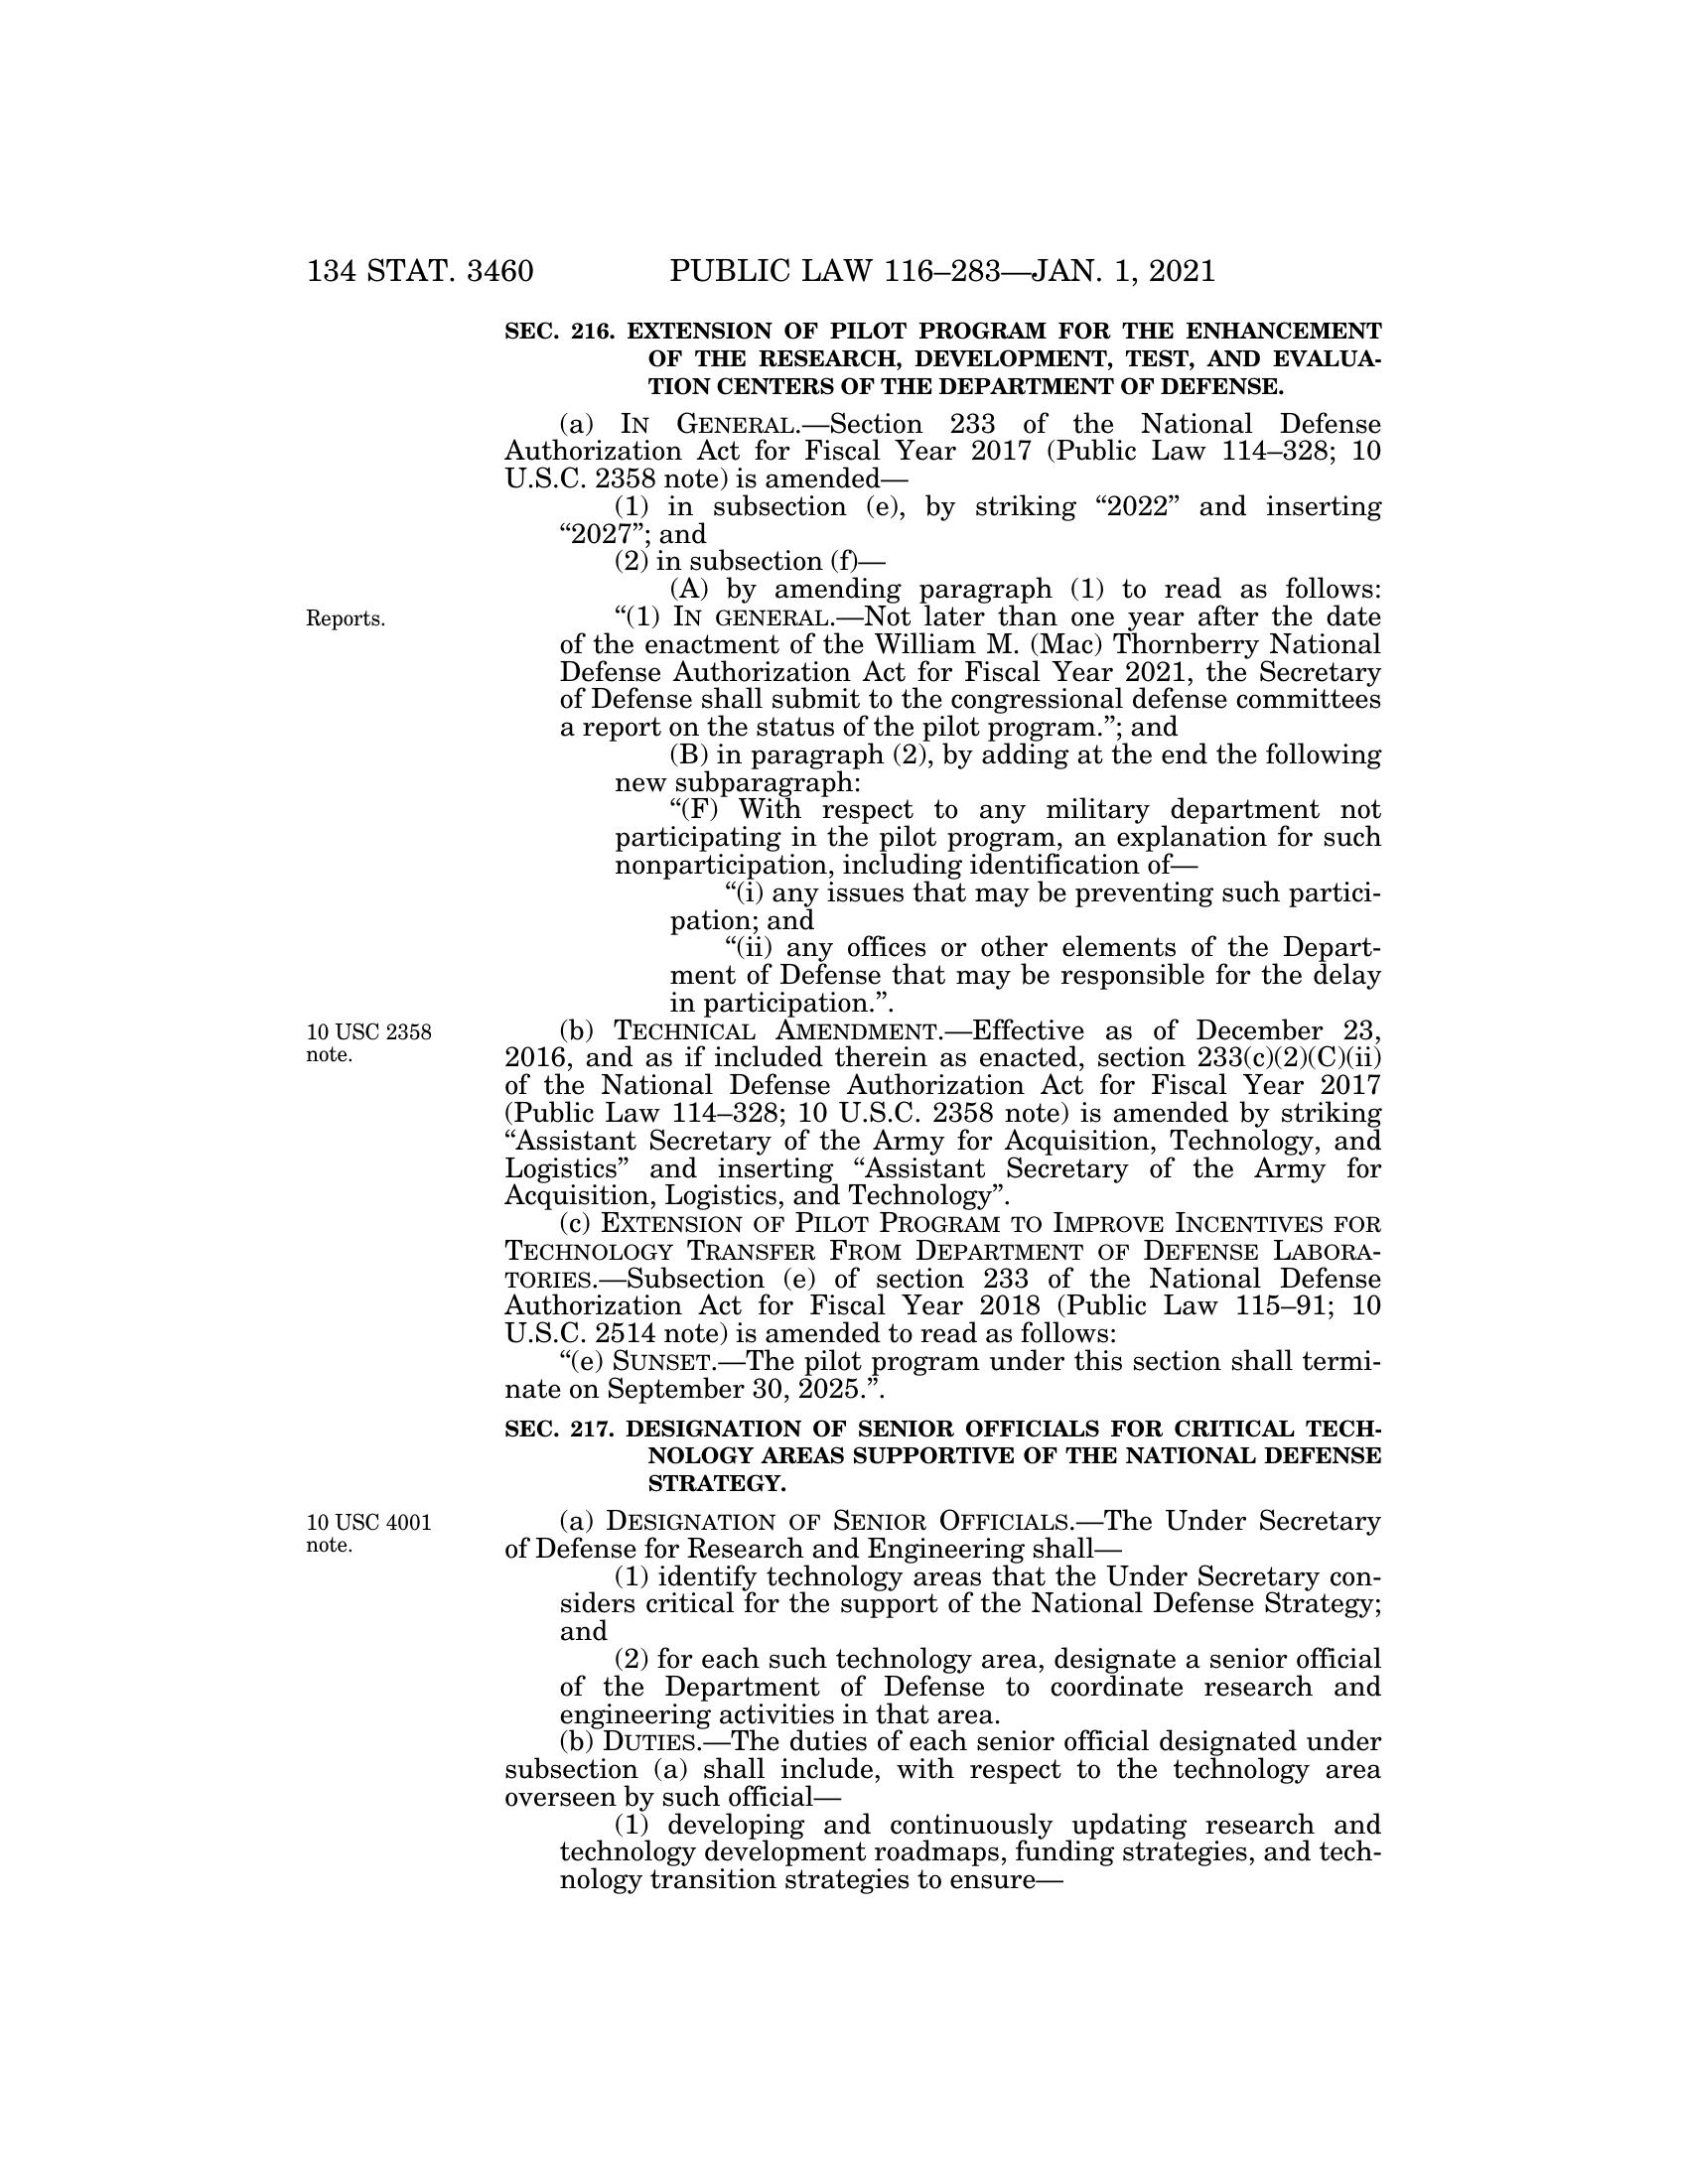 134 STAT. 3460
PUBLIC LAW 116–283—JAN. 1, 2021
SEC. 216. EXTENSION OF PILOT PROGRAM FOR THE ENHANCEMENT
OF THE RESEARCH, DEVELOPMENT, TEST, AND EVALUA-
TION CENTERS OF THE DEPARTMENT OF DEFENSE.
(a) IN GENERAL.—Section 233 of the National Defense
Authorization Act for Fiscal Year 2017 (Public Law 114–328; 10
U.S.C. 2358 note) is amended—
(1) in subsection (e), by striking “2022” and inserting
“2027”; and
(2) in subsection (f)—
(A) by amending paragraph (1) to read as follows:
Reports.
“(1) IN GENERAL.—Not later than one year after the date
of the enactment of the William M. (Mac) Thornberry National
Defense Authorization Act for Fiscal Year 2021, the Secretary
of Defense shall submit to the congressional defense committees
a report on the status of the pilot program.”; and
(B) in paragraph (2), by adding at the end the following
new subparagraph:
“(F) With respect to any military department not
participating in the pilot program, an explanation for such
nonparticipation, including identification of—
“(i) any issues that may be preventing such partici-
pation; and
“(ii) any offices or other elements of the Depart-
ment of Defense that may be responsible for the delay
in participation.”.
10 USC 2358
note.
(b) TECHNICAL AMENDMENT.—Effective as of December 23,
2016, and as if included therein as enacted, section 233(c)(2)(C)(ii)
of the National Defense Authorization Act for Fiscal Year 2017
(Public Law 114–328; 10 U.S.C. 2358 note) is amended by striking
“Assistant Secretary of the Army for Acquisition, Technology, and
Logistics” and inserting “Assistant Secretary of the Army for
Acquisition, Logistics, and Technology”.
(c) EXTENSION OF PILOT PROGRAM TO IMPROVE INCENTIVES FOR
TECHNOLOGY TRANSFER FROM DEPARTMENT OF DEFENSE LABORA-
TORIES.—Subsection (e) of section 233 of the National Defense
Authorization Act for Fiscal Year 2018 (Public Law 115–91; 10
U.S.C. 2514 note) is amended to read as follows:
“(e) SUNSET.—The pilot program under this section shall termi-
nate on September 30, 2025.”.
SEC. 217. DESIGNATION OF SENIOR OFFICIALS FOR CRITICAL TECH-
NOLOGY AREAS SUPPORTIVE OF THE NATIONAL DEFENSE
STRATEGY.
10 USC 4001
note.
(a) DESIGNATION OF SENIOR OFFICIALS.—The Under Secretary
of Defense for Research and Engineering shall—
(1) identify technology areas that the Under Secretary con-
siders critical for the support of the National Defense Strategy;
and
(2) for each such technology area, designate a senior official
of the Department of Defense to coordinate research and
engineering activities in that area.
(b) DUTIES.—The duties of each senior official designated under
subsection (a) shall include, with respect to the technology area
overseen by such official—
(1) developing and continuously updating research and
technology development roadmaps, funding strategies, and tech-
nology transition strategies to ensure—